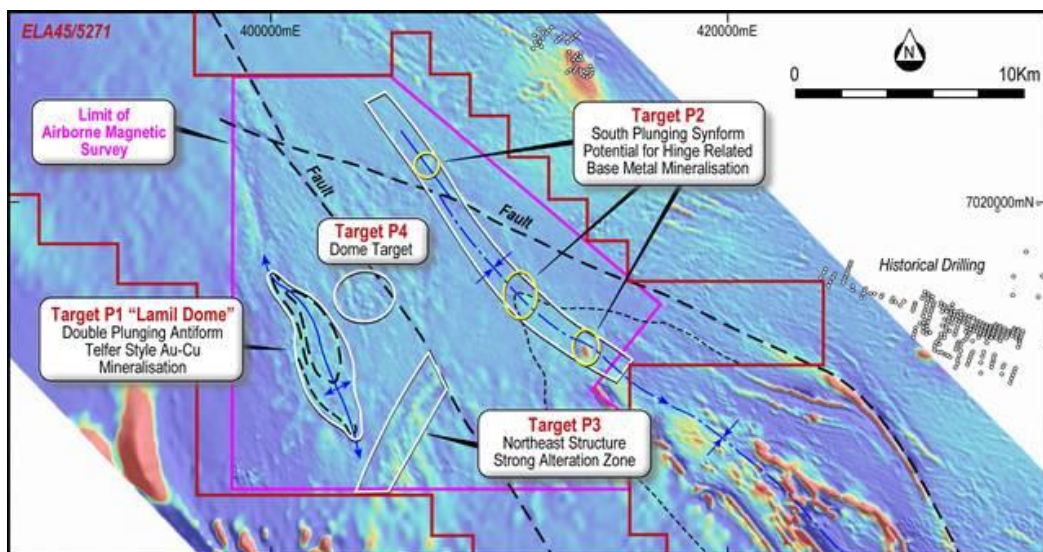 ELA45/5271
400000mE
420000mE
N
0
10Km
Limit of
Airborne Magnetic
Survey
Target P2
South Plunging Synform
Potential for Hinge Related
Base Metal Mineralisation
Fault
Fault
7020000mN
Target P4
Dome Target
Historical Drilling
Target P1 "Lamil Dome"
Double Plunging Antiform
Telfer Style Au-Cu
Mineralisation
Target P3
Northeast Structure
Strong Alteration Zone